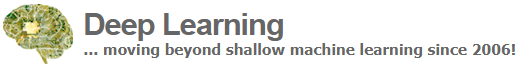 Deep Learning
... moving beyond shallow machine learning since 2006!